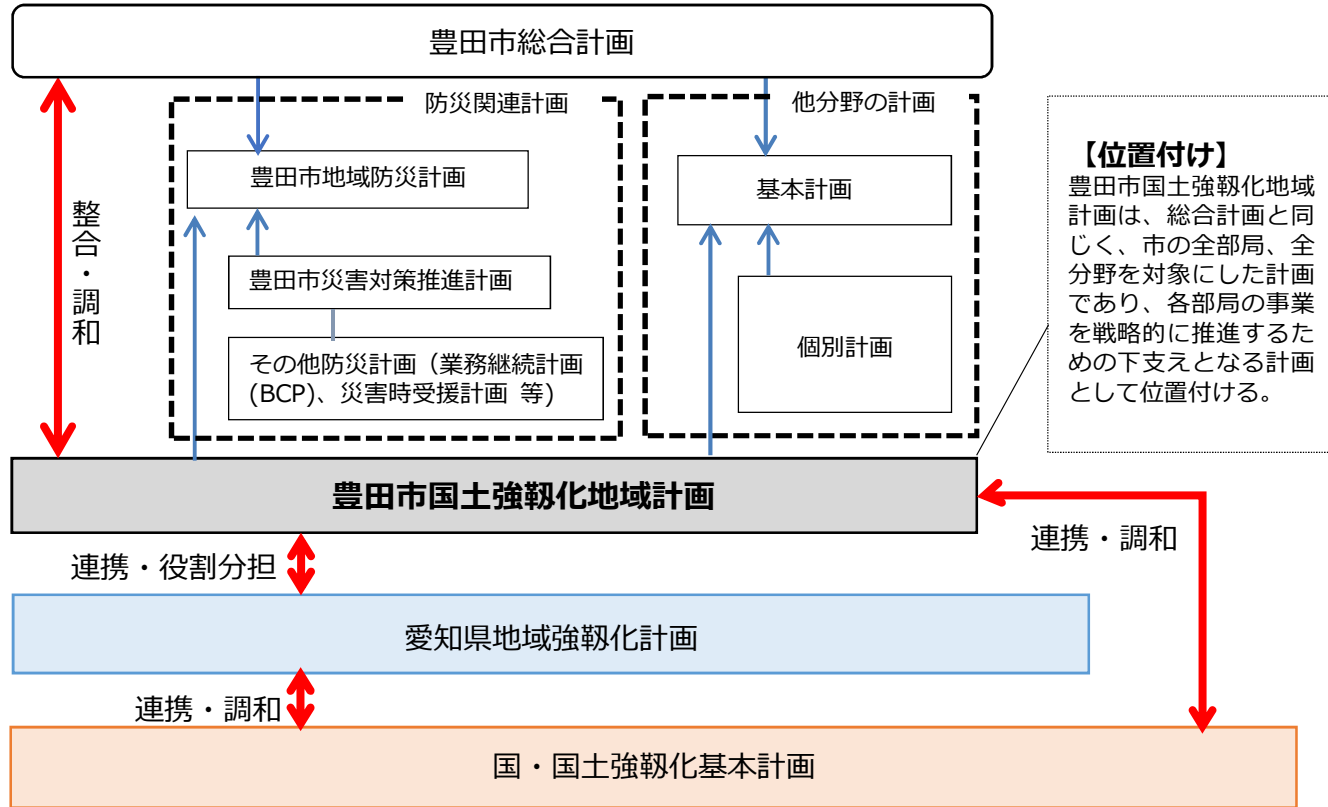 豊田市総合計画
防災関連計画
他分野の計画
豊田市地域防災計画
基本計画
豊田市災害対策推進計画
その他防災計画（業務継続計画
(BCP)、災害時受援計画 等)
個別計画
整合・調和
【位置付け】
豊田市国土強靱化地域
計画は、総合計画と同
じく、市の全部局、全
分野を対象にした計画
であり、各部局の事業
を戦略的に推進するた
めの下支えとなる計画
として位置付ける。
豊田市国土強靱化地域計画
連携・役割分担
連携・調和
愛知県地域強靱化計画
連携・調和
国・国土強靱化基本計画